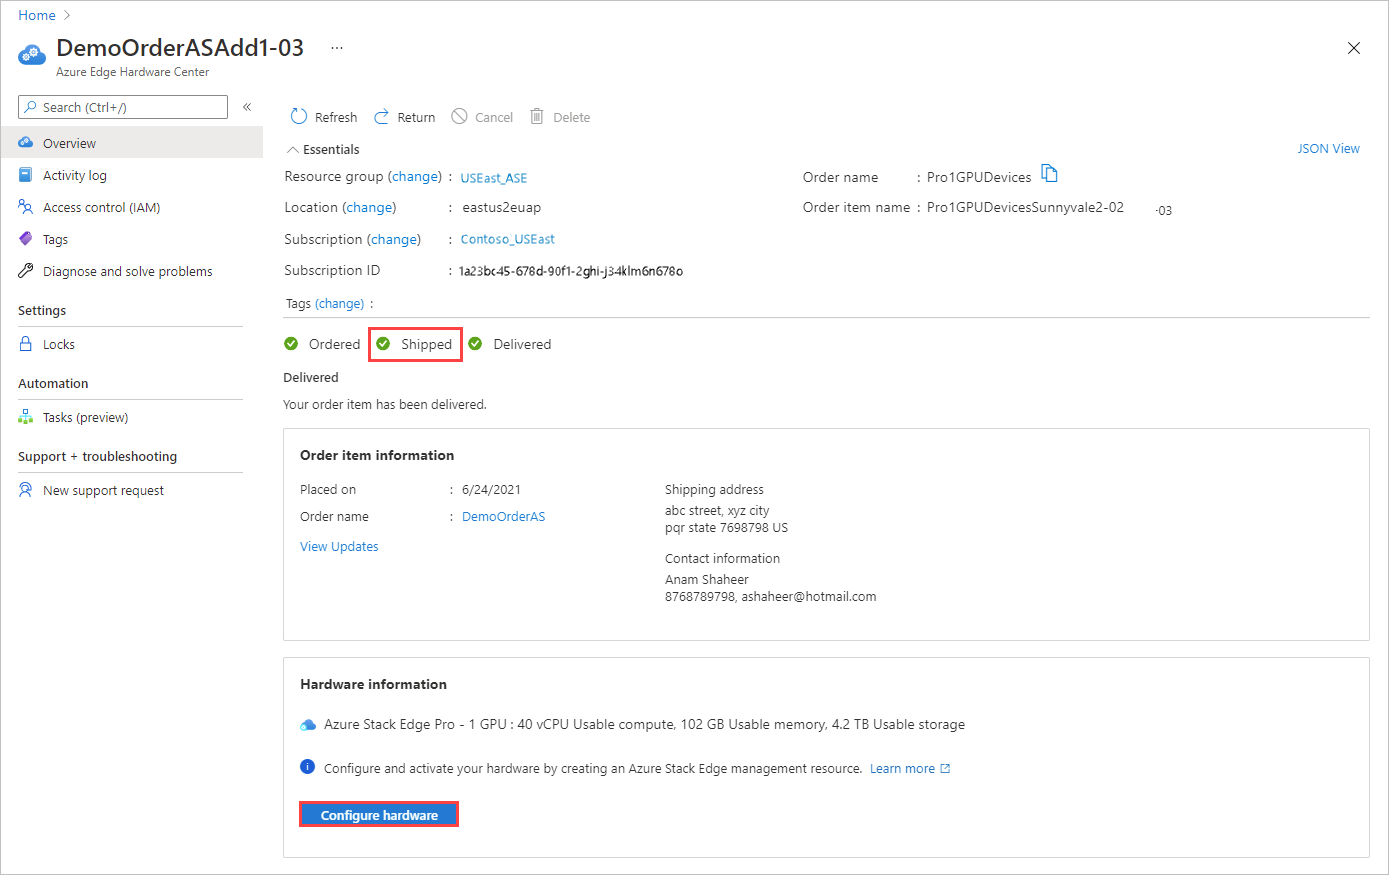 Home
DemoOrderASAdd1-03 ...
Azure Edge Hardware Center
Search (Ctrl+/) «
Overview
Activity log
Access control (IAM)
Tags
Diagnose and solve problems
Settings
Locks
Automation
Tasks (preview)
Support + troubleshooting
New support request
Refresh Return Cancel Delete
Essentials JSON View
Resource group (change) : USEast_ASE
Location (change) : eastus2euap
Subscription (change) : Contoso_USEast
Subscription ID : 1a23bc45-678d-90f1-2ghi-j34klm6n678o
Order name : Pro1GPUDevices
Order item name : Pro1GPUDevicesSunnyvale2-02 -03
Tags (change) :
Ordered Shipped Delivered
Delivered
Your order item has been delivered.
Order item information
Placed on : 6/24/2021
Order name : DemoOrderAS
View Updates
Shipping address
abc street, xyz city
pqr state 7698798 US
Contact information
Anam Shaheer
8768789798, ashaheer@hotmail.com
Hardware information
Azure Stack Edge Pro - 1 GPU : 40 vCPU Usable compute, 102 GB Usable memory, 4.2 TB Usable storage
Configure and activate your hardware by creating an Azure Stack Edge management resource. Learn more
Configure hardware